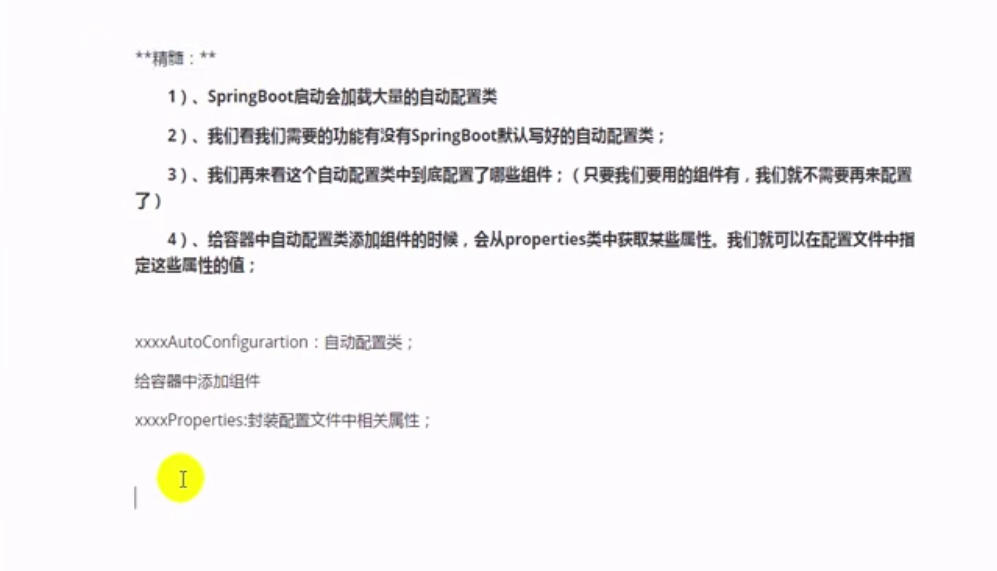 **精髓：**
1）、SpringBoot启动会加载大量的自动配置类
2）、我们看我们需要的功能有没有SpringBoot默认写好的自动配置类；
3）、我们再来看这个自动配置类中到底配置了哪些组件；（只要我们要用的组件有，我们就不需要再来配置
了）
4）、给容器中自动配置类添加组件的时候，会从properties类中获取某些属性。我们就可以在配置文件中指
定这些属性的值；
xxxxAutoConfigurartion：自动配置类；
给容器中添加组件
xxxxProperties:封装配置文件中相关属性；